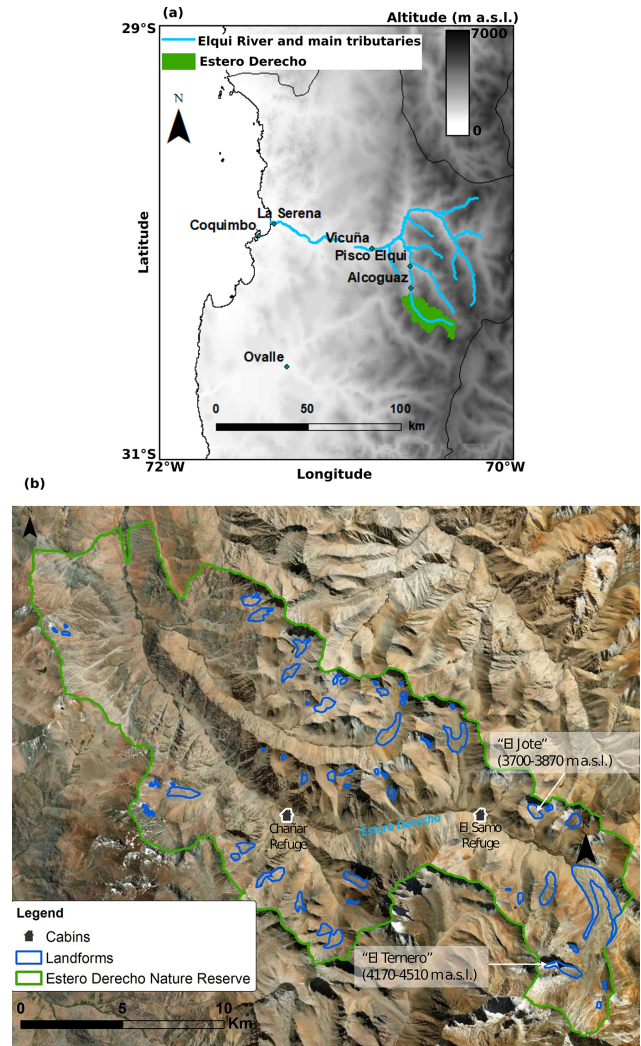 (a)
Altitude (m a.s.l.)
29°S
7000
Elqui River and main tributaries
Estero Derecho
N
0
La Serena
Coquimbo
Vicuña
Pisco Elqui
Alcoguaz
Latitude
Ovalle
0 50 100
km
31°S
72°W
70°W
Longitude
(b)
N
“El Jote”
(3700-3870 m a.s.l.)
Chañar
Refuge
Estero Derecho
El Samo
Refuge
N
Legend
Cabins
Landforms
Estero Derecho Nature Reserve
“El Ternero”
(4170-4510 m a.s.l.)
0 5 10
Km